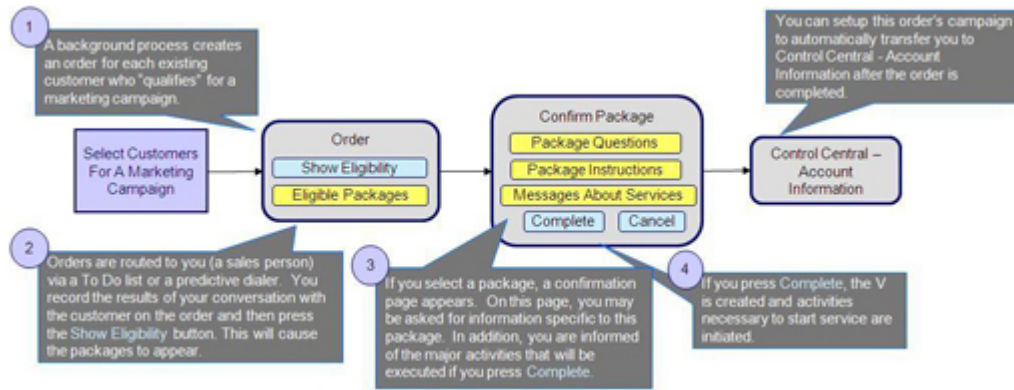 1
A background process creates
an order for each existing
customer who "qualifies" for a
marketing campaign.
You can setup this order's campaign
to automatically transfer you to
Control Central - Account
Information after the order is
completed.
Select Customers
For A Marketing
Campaign
Order
Show Eligibility
Eligible Packages
Confirm Package
Package Questions
Package Instructions
Messages About Services
Complete
Cancel
Control Central –
Account
Information
2
Orders are routed to you (a sales person)
via a To Do list or a predictive dialer. You
record the results of your conversation with
the customer on the order and then press
the Show Eligibility button. This will cause
the packages to appear.
3
If you select a package, a confirmation
page appears. On this page, you may
be asked for information specific to this
package. In addition, you are informed
of the major activities that will be
executed if you press Complete.
4
If you press Complete, the V
is created and activities
necessary to start service are
initiated.